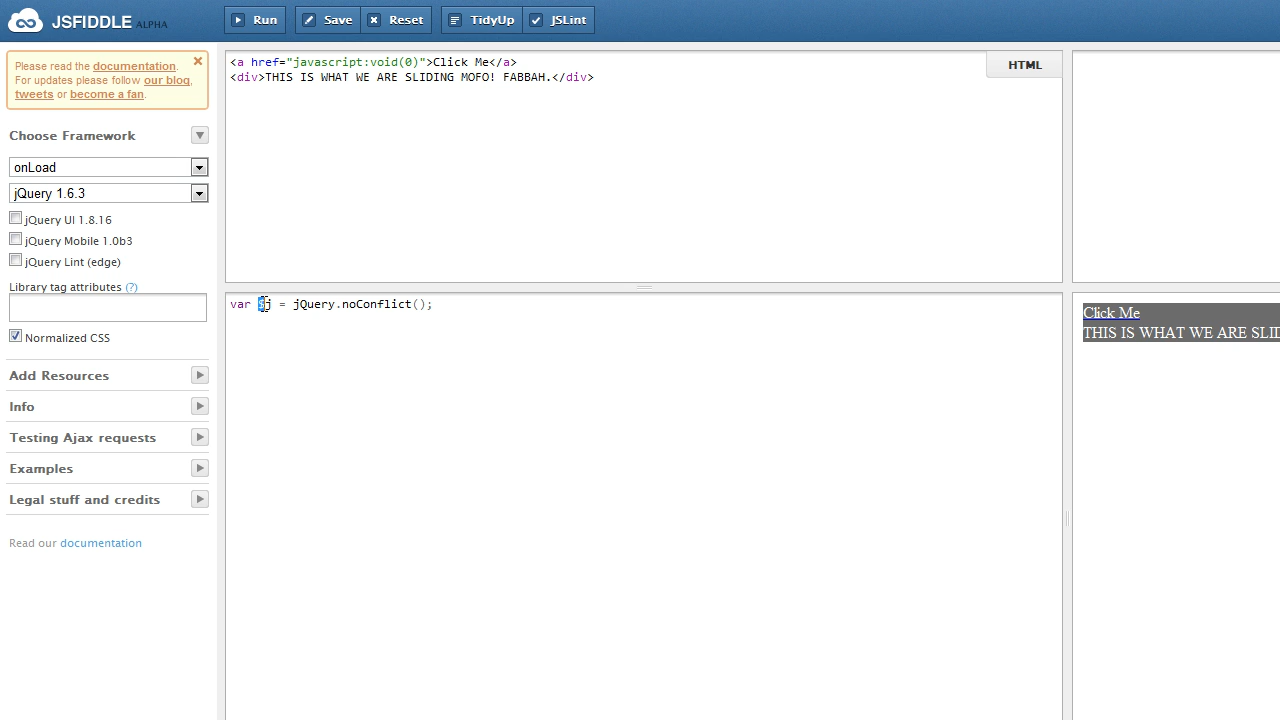 JSFIDDLE ALPHA
Run
Save
Reset
TidyUp
JSLint
Please read the documentation.
For updates please follow our blog,
tweets or become a fan.
Choose Framework
onLoad
jQuery 1.6.3
jQuery UI 1.8.16
jQuery Mobile 1.0b3
jQuery Lint (edge)
Library tag attributes (?)
Normalized CSS
Add Resources
Info
Testing Ajax requests
Examples
Legal stuff and credits
Read our documentation
<a href="javascript:void(0)">Click Me</a>
<div>THIS IS WHAT WE ARE SLIDING MOFO! FABBAH.</div>
HTML
var $j = jQuery.noConflict();
Click Me
THIS IS WHAT WE ARE SLID